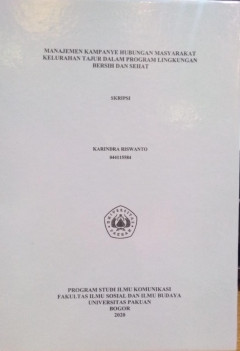 MANAJEMEN KAMPANYE HUBUNGAN MASYARAKAT
KELURAHAN TAJUR DALAM PROGRAM LINGKUNGAN
BERSIH DAN SEHAT
SKRIPSI
KARINDRA RISWANTO
044115504
PROGRAM STUDI ILMU KOMUNIKASI
FAKULTAS ILMU SOSIAL DAN ILMU BUDAYA
UNIVERSITAS PAKUAN
BOGOR
2020